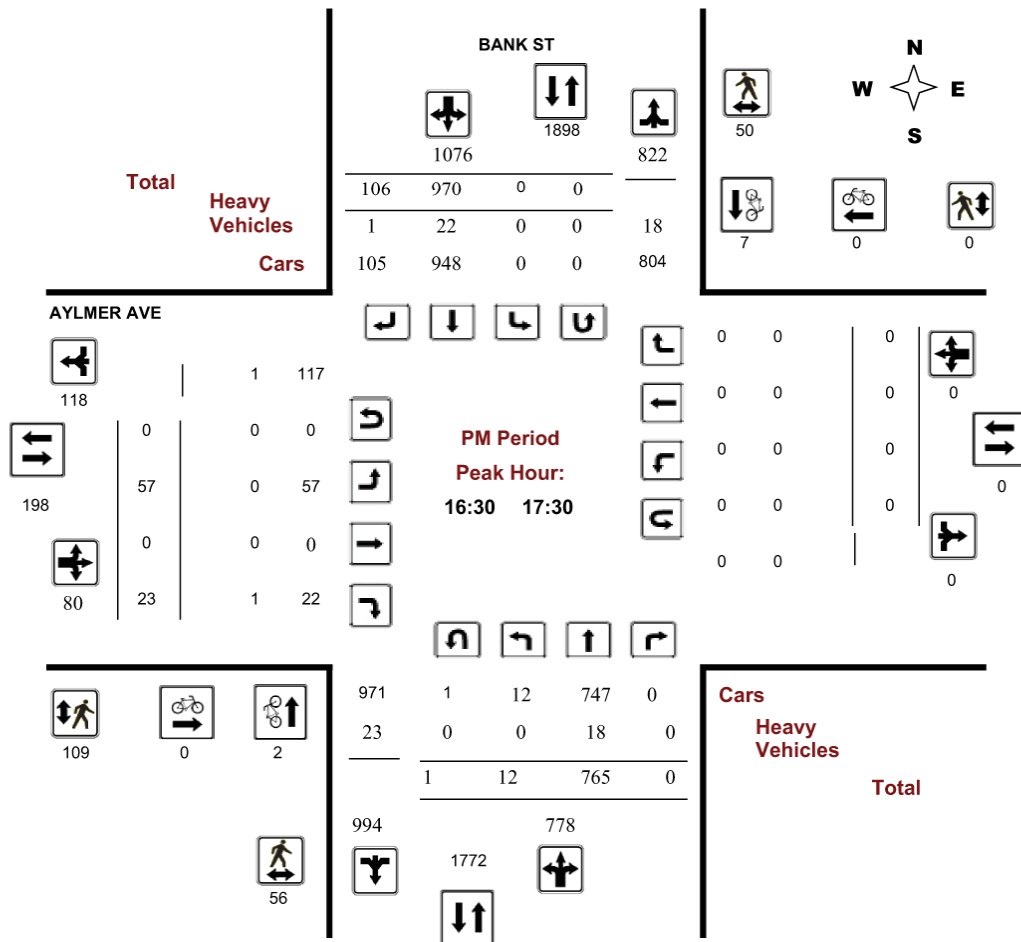 BANK ST
N
W E
S
1898
50
1076 822
Total
106 970 0 0
Heavy
Vehicles
1 22 0 0 18
7 0 0
Cars
105 948 0 0 804
AYLMER AVE
0 0 0
1 117
118
0 0 0
0
0 0 0
PM Period
0 0 0
Peak Hour:
57 0 57
0
198
16:30 17:30
0 0 0
0 0 0
0 0
0
80
23 1 22
971 1 12 747 0
Cars
23 0 0 18 0
Heavy
Vehicles
109 0 2
1 12 765 0
Total
994 778
1772
56